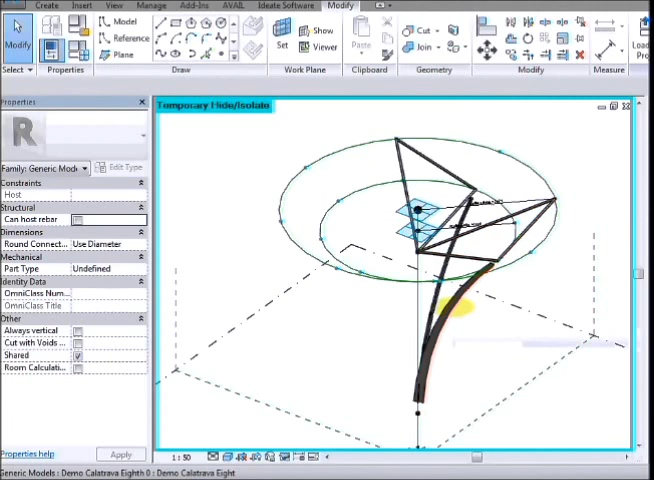 Create Insert View Manage Add-Ins AVAIL Ideate Software Modify
Modify
Model
Reference
Plane
Set
Show
Viewer
Paste
Cut
Join
Select Properties Draw Work Plane Clipboard Geometry Modify Measure
Properties
Temporary Hide/Isolate
R
Family: Generic Mode Edit Type
Constraints
Host
Structural
Can host rebar
Dimensions
Round Connect... Use Diameter
Mechanical
Part Type Undefined
Identity Data
OmniClass Num...
OmniClass Title
Other
Always vertical
Cut with Voids ...
Shared
Room Calculati...
Properties help Apply
1 : 50
Generic Models : Demo Calatrava Eighth 0 : Demo Calatrava Eight